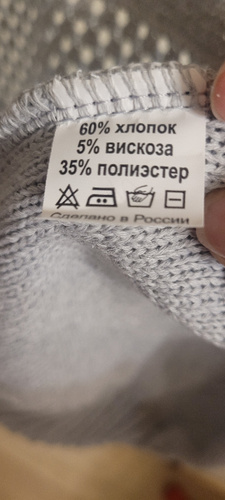 60% хлопок
5% вискоза
35% полиэстер
Сделано в России